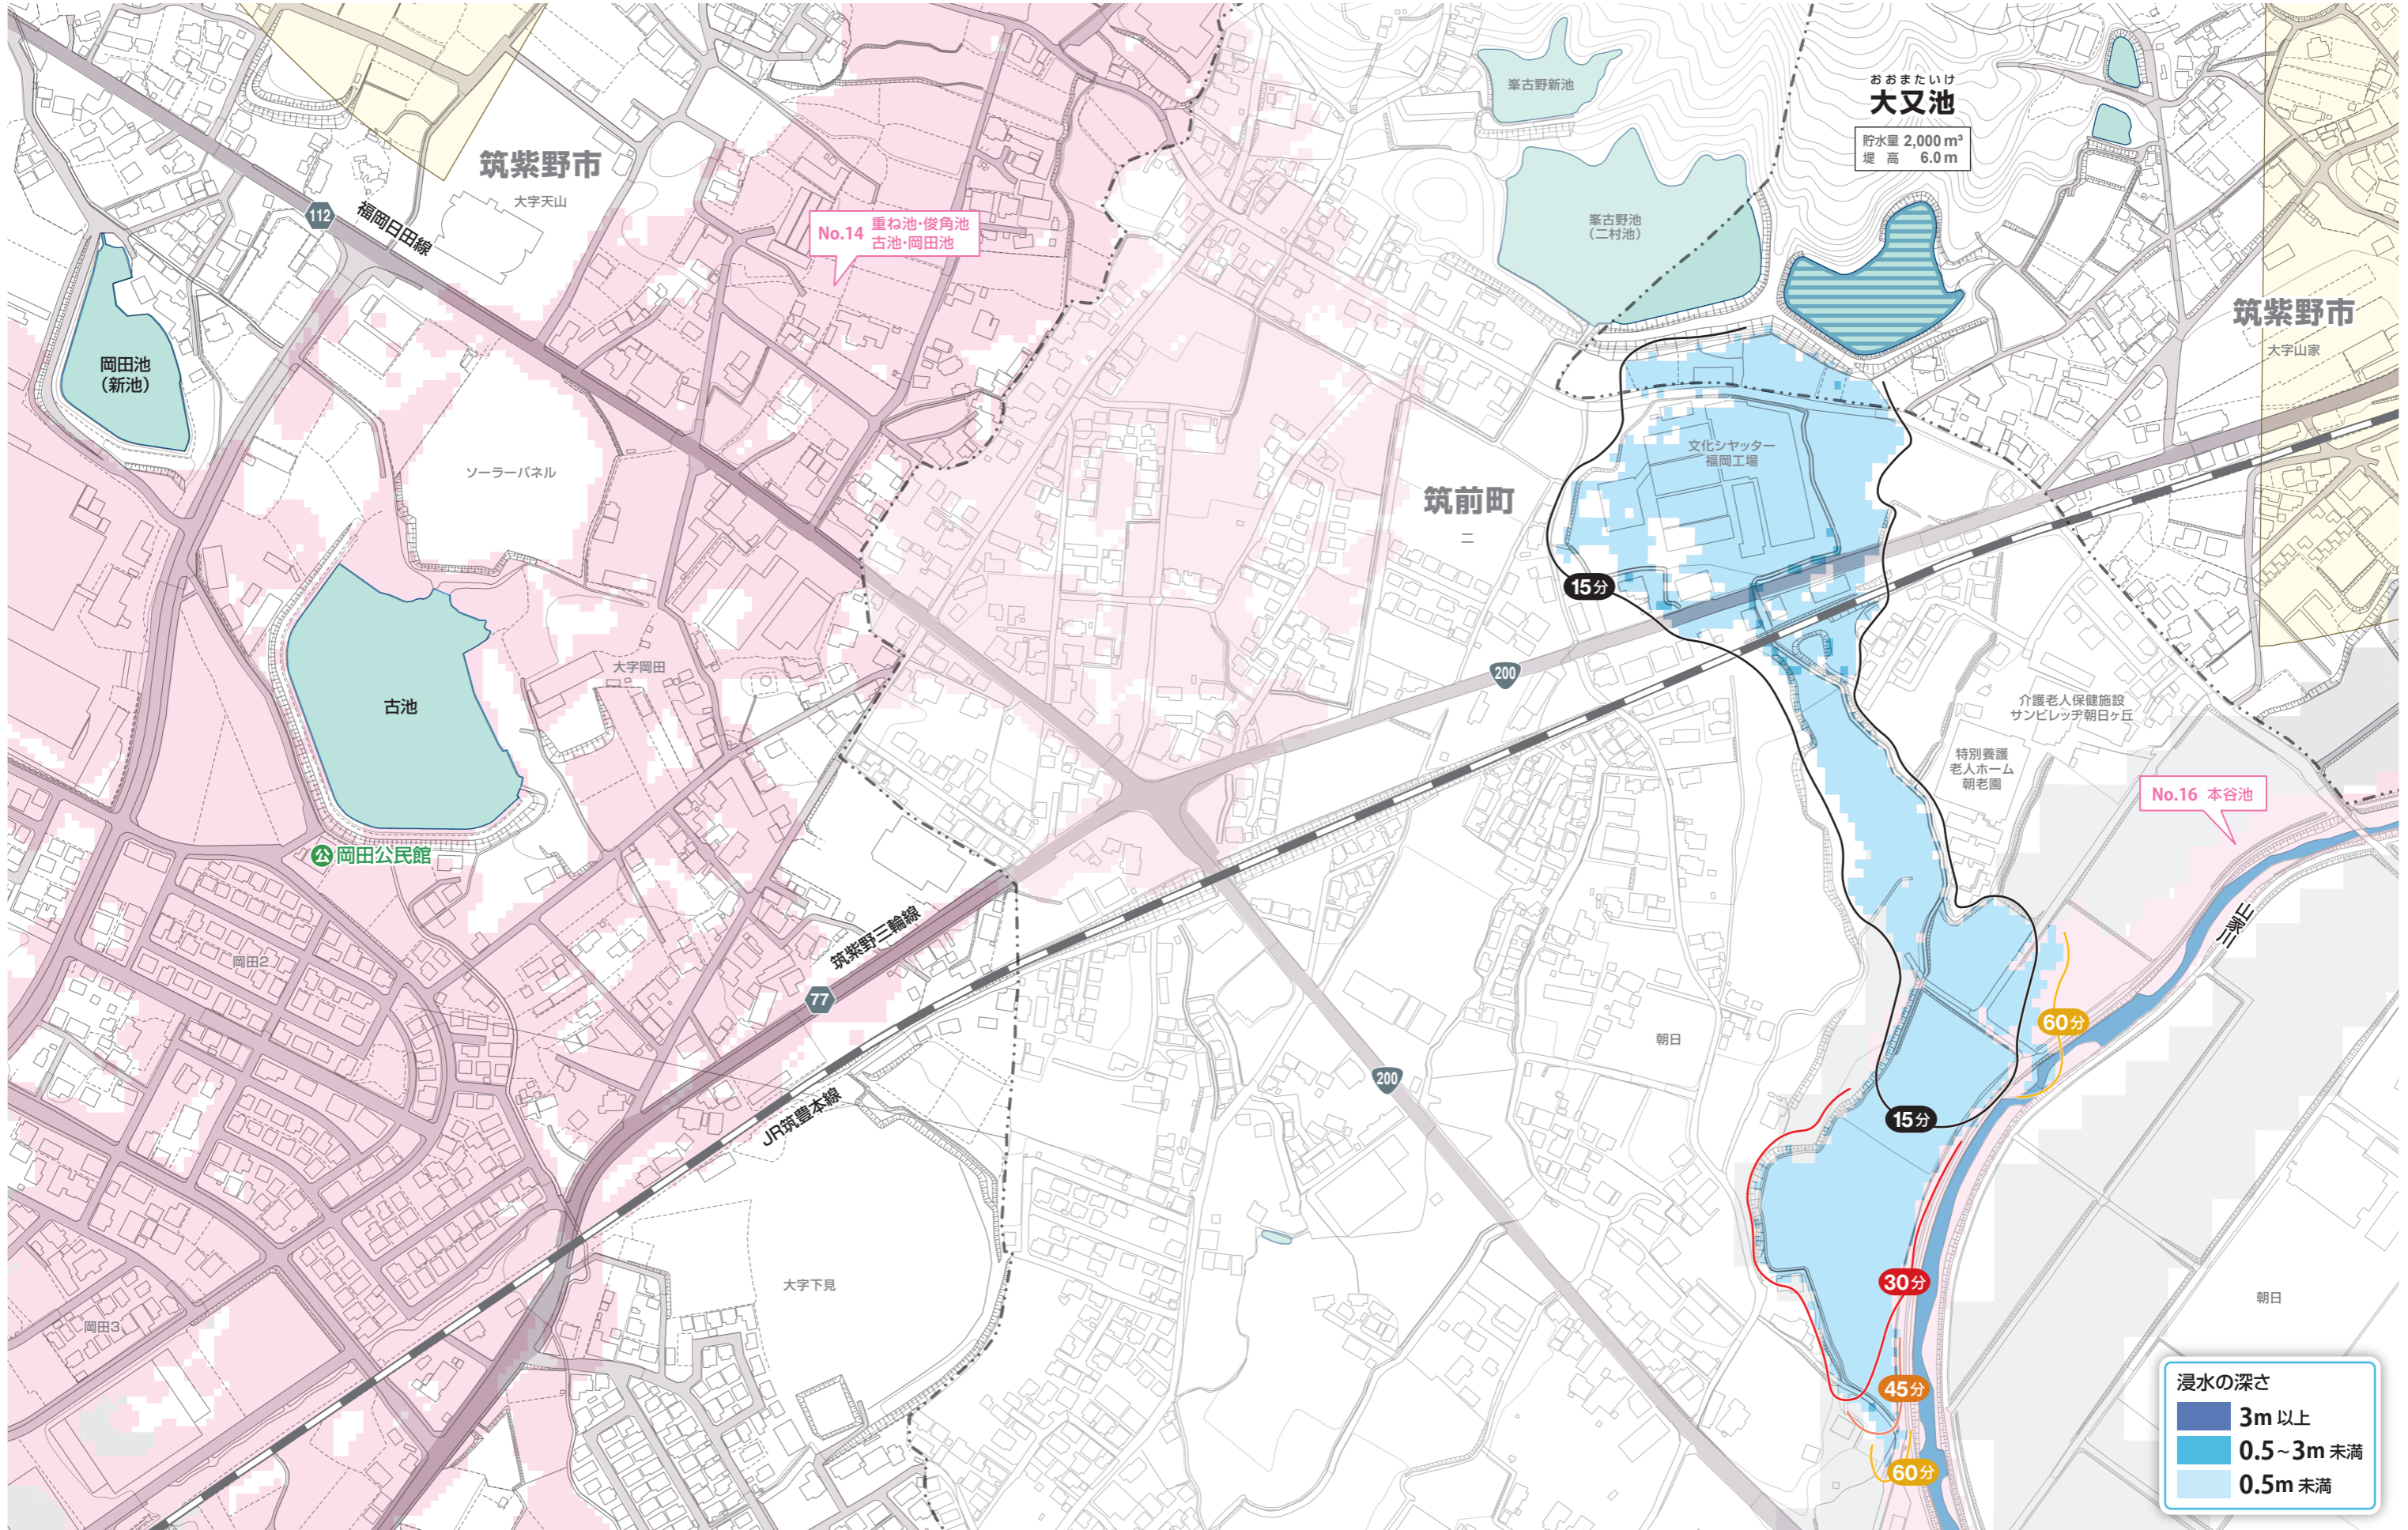 おおまたいけ
大又池
貯水量 2,000 m³
堤 高 6.0 m
峯古野新池
峯古野池
(二村池)
筑紫野市
大字天山
112
福岡日田線
No.14 重ね池・俊角池
古池・岡田池
筑紫野市
大字山家
岡田池
(新池)
ソーラーパネル
文化シヤッター
福岡工場
筑前町
二
15分
大字岡田
200
古池
介護老人保健施設
サンビレッヂ朝日ヶ丘
特別養護
老人ホーム
朝老園
No.16 本谷池
公 岡田公民館
山家川
筑紫野三輪線
岡田2
77
60分
朝日
200
15分
JR筑豊本線
大字下見
30分
朝日
岡田3
45分
60分
浸水の深さ
3m 以上
0.5~3m 未満
0.5m 未満